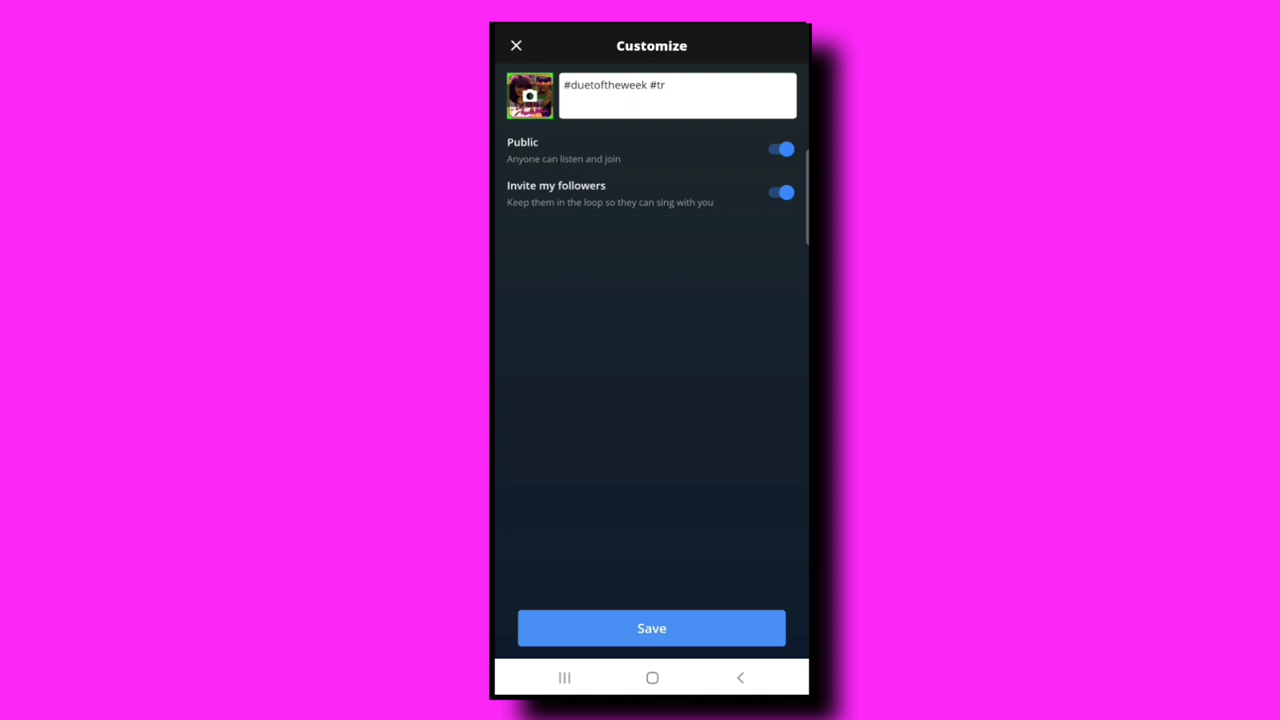 Customize
#duetoftheweek #tr
Public
Anyone can listen and join
Invite my followers
Keep them in the loop so they can sing with you
Save